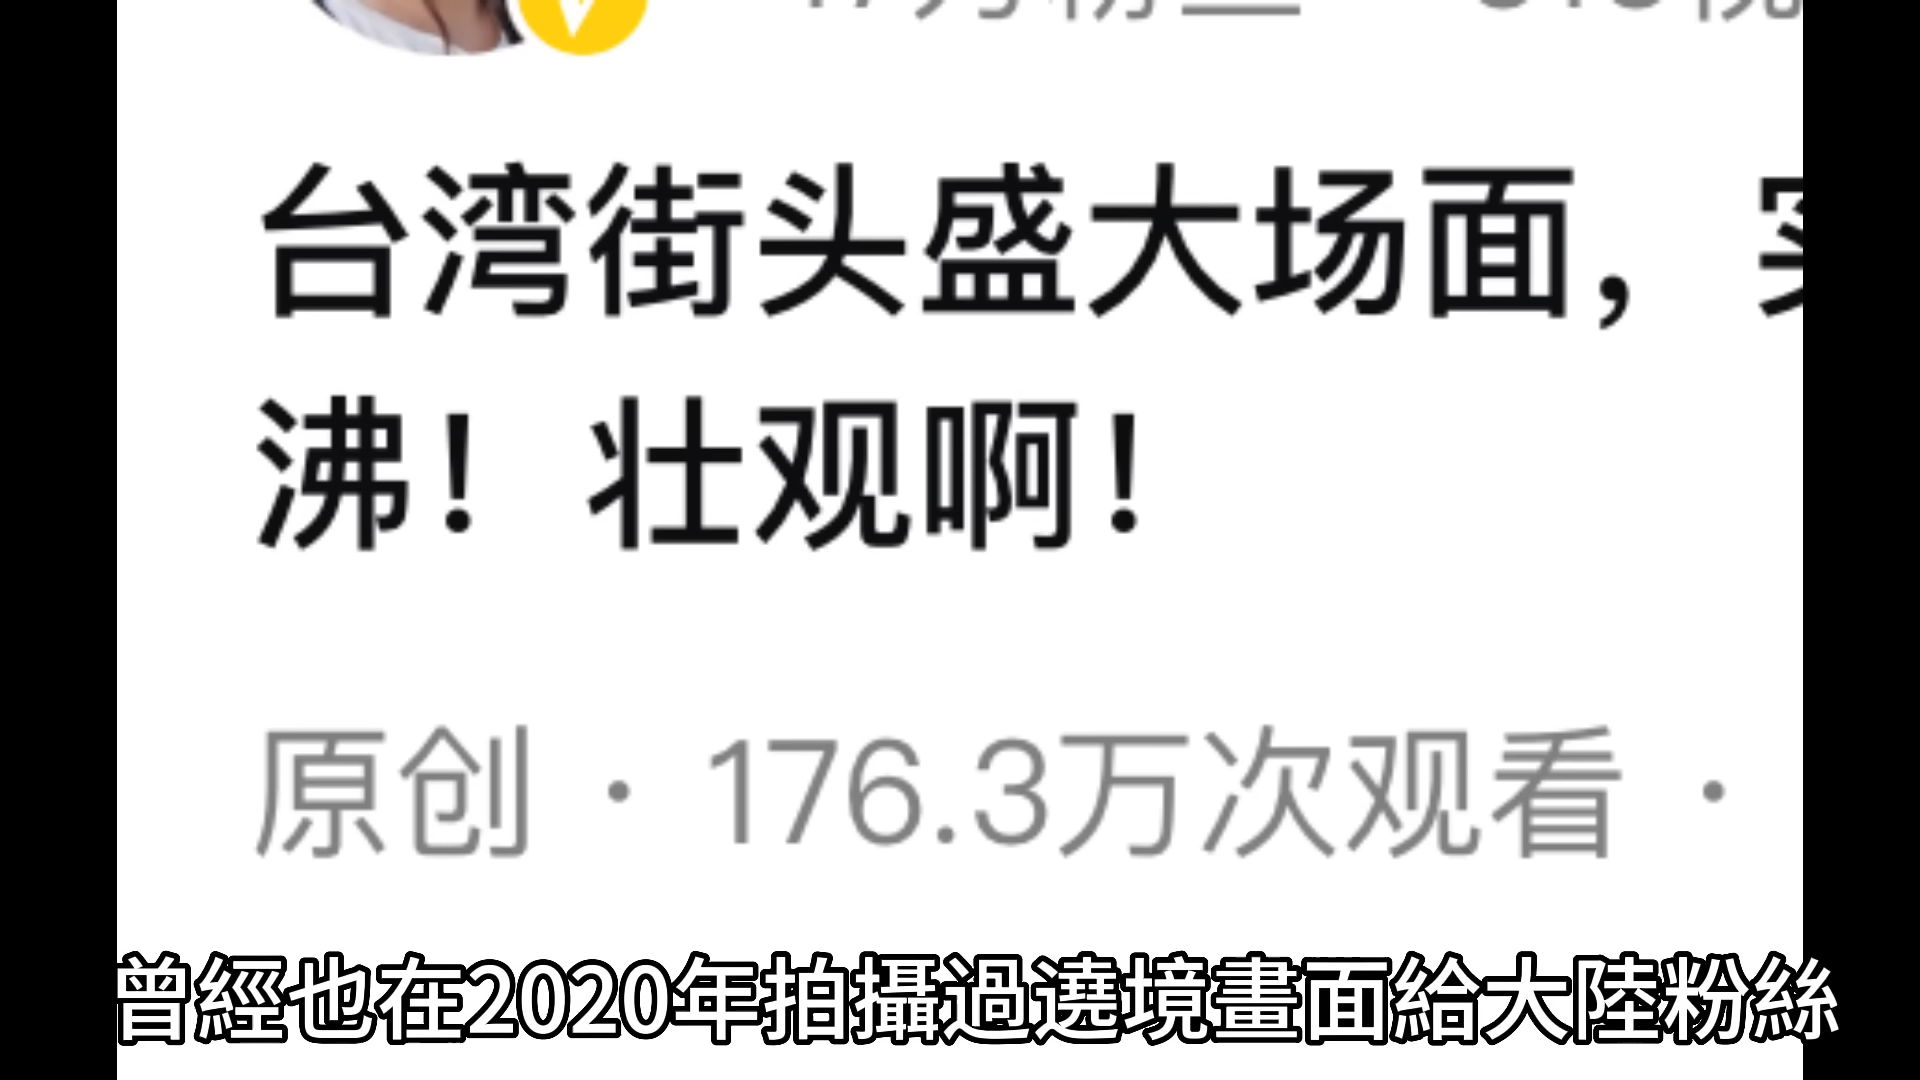 台湾街头盛大场面，
沸！壮观啊！
原创 · 176.3万次观看 ·
曾經也在2020年拍攝過遶境畫面給大陸粉絲